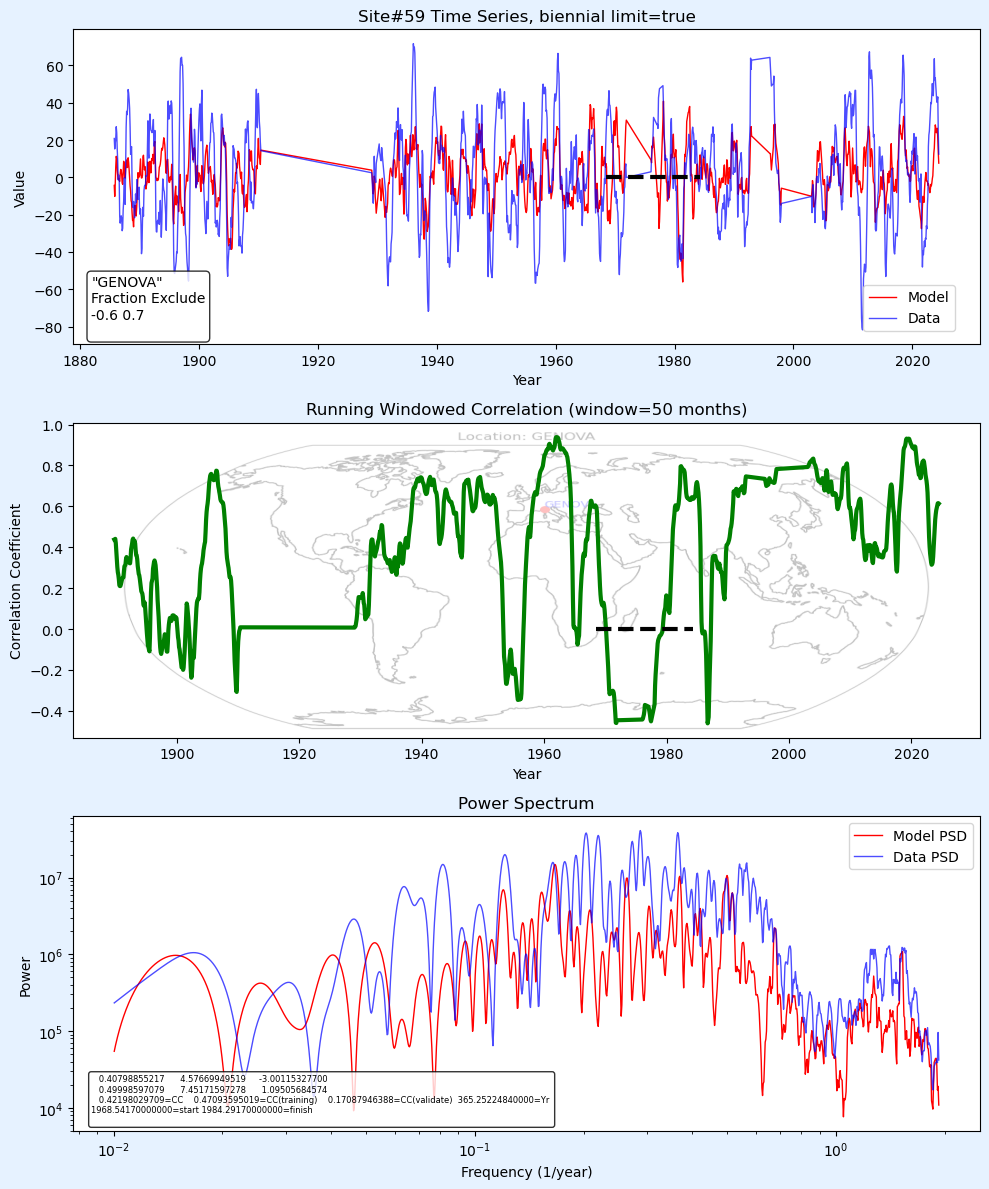 Site#59 Time Series, biennial limit=true
Value
60
40
20
0
−20
−40
−60
−80
"GENOVA"
Fraction Exclude
-0.6 0.7
Model
Data
1880 1900 1920 1940 1960 1980 2000 2020
Year
Running Windowed Correlation (window=50 months)
Correlation Coefficient
1.0
0.8
0.6
0.4
0.2
0.0
−0.2
−0.4
Location: GENOVA
GENOVA
1900 1920 1940 1960 1980 2000 2020
Year
Power Spectrum
Power
10⁷
10⁶
10⁵
10⁴
Model PSD
Data PSD
0.40798855217 4.57669949519 -3.00115327700
0.49998597079 7.45171597278 1.09505684574
0.42198029709=CC 0.47093595019=CC(training) 0.17087946388=CC(validate) 365.25224840000=Yr
1968.54170000000=start 1984.29170000000=finish
10⁻² 10⁻¹ 10⁰
Frequency (1/year)